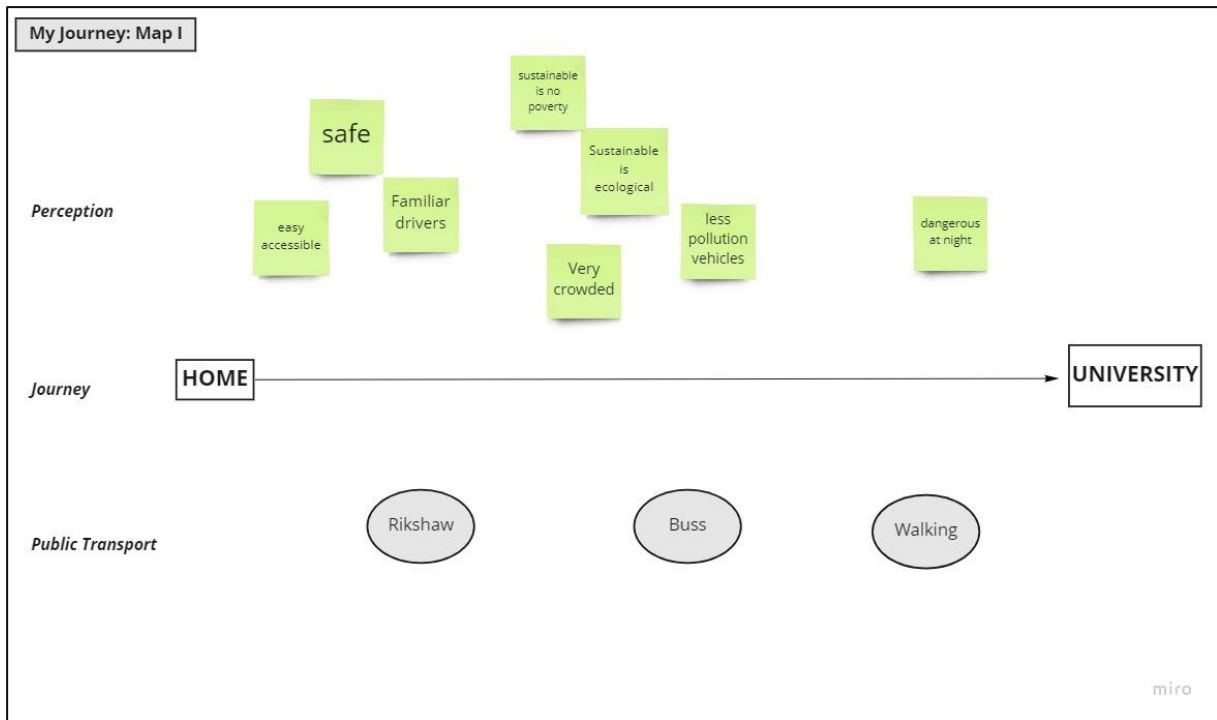 My Journey: Map I
sustainable
is no
poverty
safe
Sustainable
is
ecological
Perception
easy
accessible
Familiar
drivers
less
pollution
vehicles
dangerous
at night
Very
crowded
Journey
HOME
UNIVERSITY
Public Transport
Rikshaw
Buss
Walking
miro